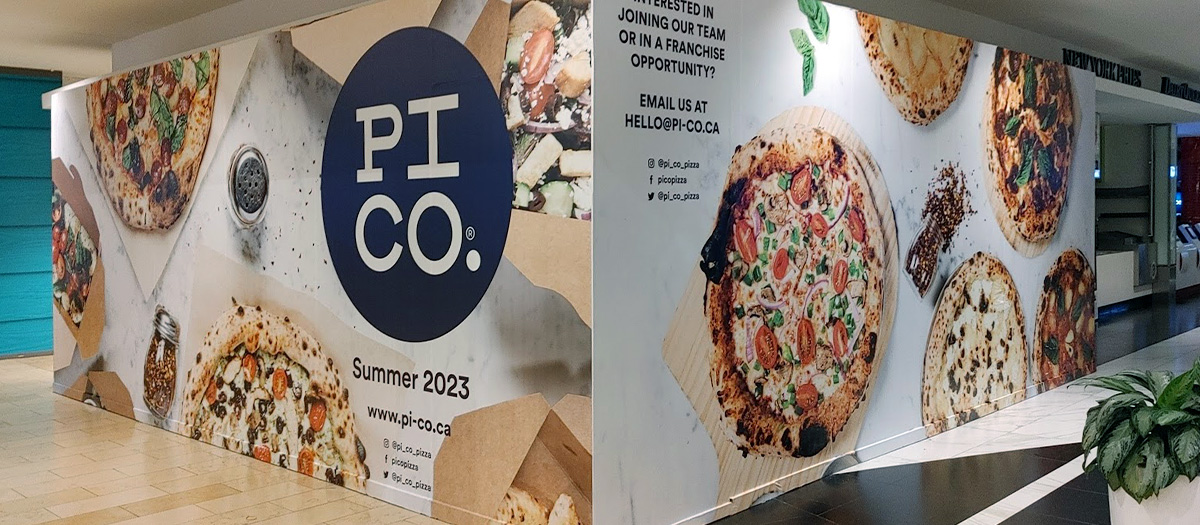 PI
CO.®
Summer 2023
www.pi-co.ca
@pi_co_pizza
picopizza
@pi_co_pizza
INTERESTED IN
JOINING OUR TEAM
OR IN A FRANCHISE
OPPORTUNITY?
EMAIL US AT
HELLO@PI-CO.CA
@pi_co_pizza
picopizza
@pi_co_pizza
NEW YORK FRIES